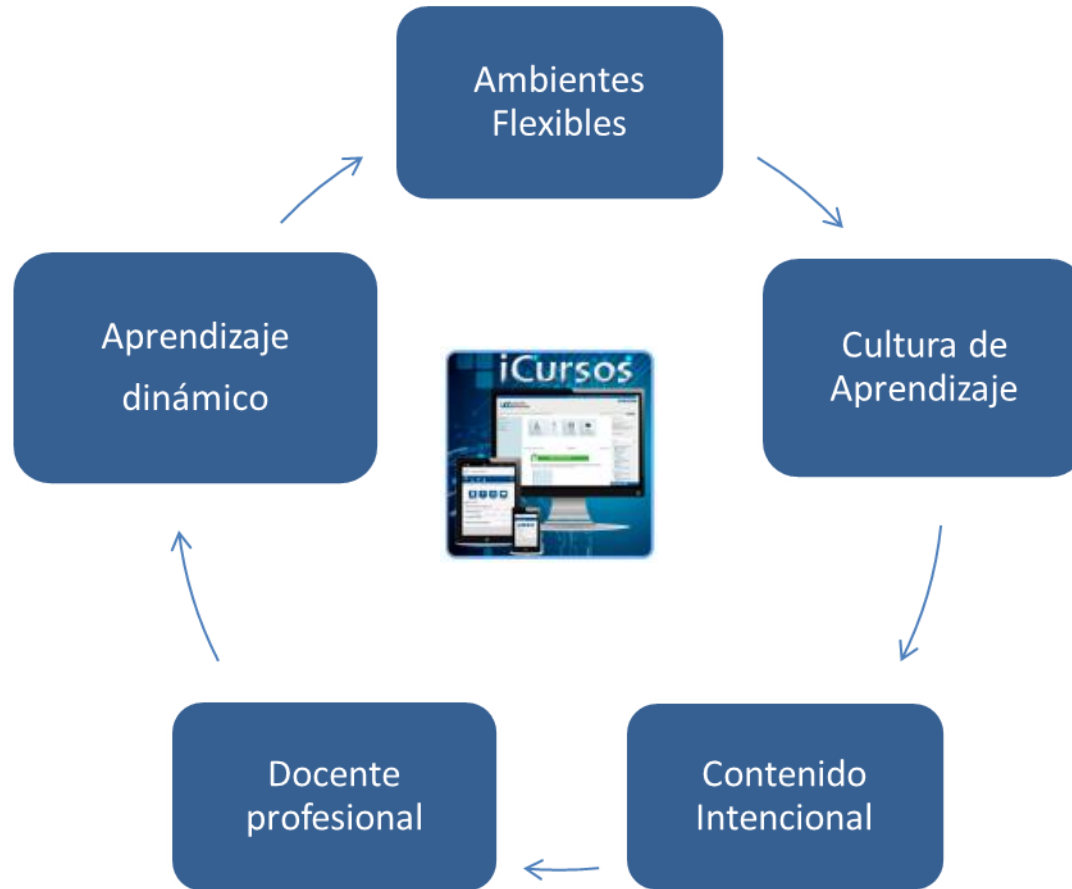 Ambientes
Flexibles
Cultura de
Aprendizaje
Contenido
Intencional
Docente
profesional
Aprendizaje
dinámico
iCursos